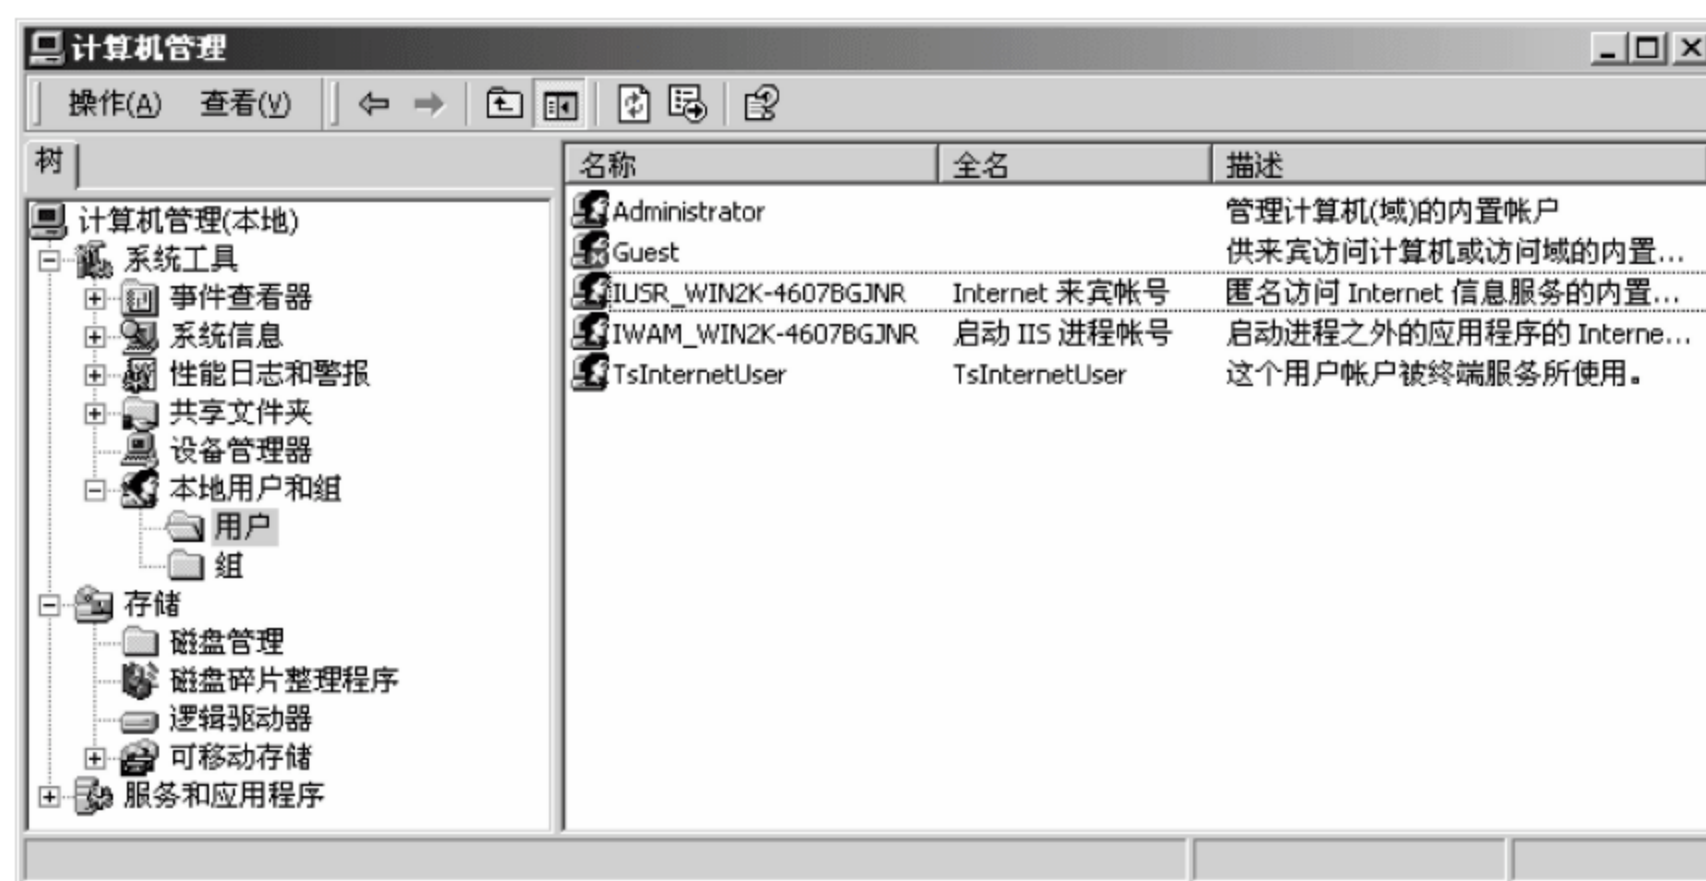 计算机管理
操作(A) 查看(V)
树
名称 全名 描述
计算机管理(本地)
系统工具
事件查看器
系统信息
性能日志和警报
共享文件夹
设备管理器
本地用户和组
用户
组
存储
磁盘管理
磁盘碎片整理程序
逻辑驱动器
可移动存储
服务和应用程序
Administrator 管理计算机(域)的内置帐户
Guest 供来宾访问计算机或访问域的内置...
IUSR_WIN2K-4607BGJNR Internet 来宾帐号 匿名访问 Internet 信息服务的内置...
IWAM_WIN2K-4607BGJNR 启动 IIS 进程帐号 启动进程之外的应用程序的 Interne...
TsInternetUser TsInternetUser 这个用户帐户被终端服务所使用。